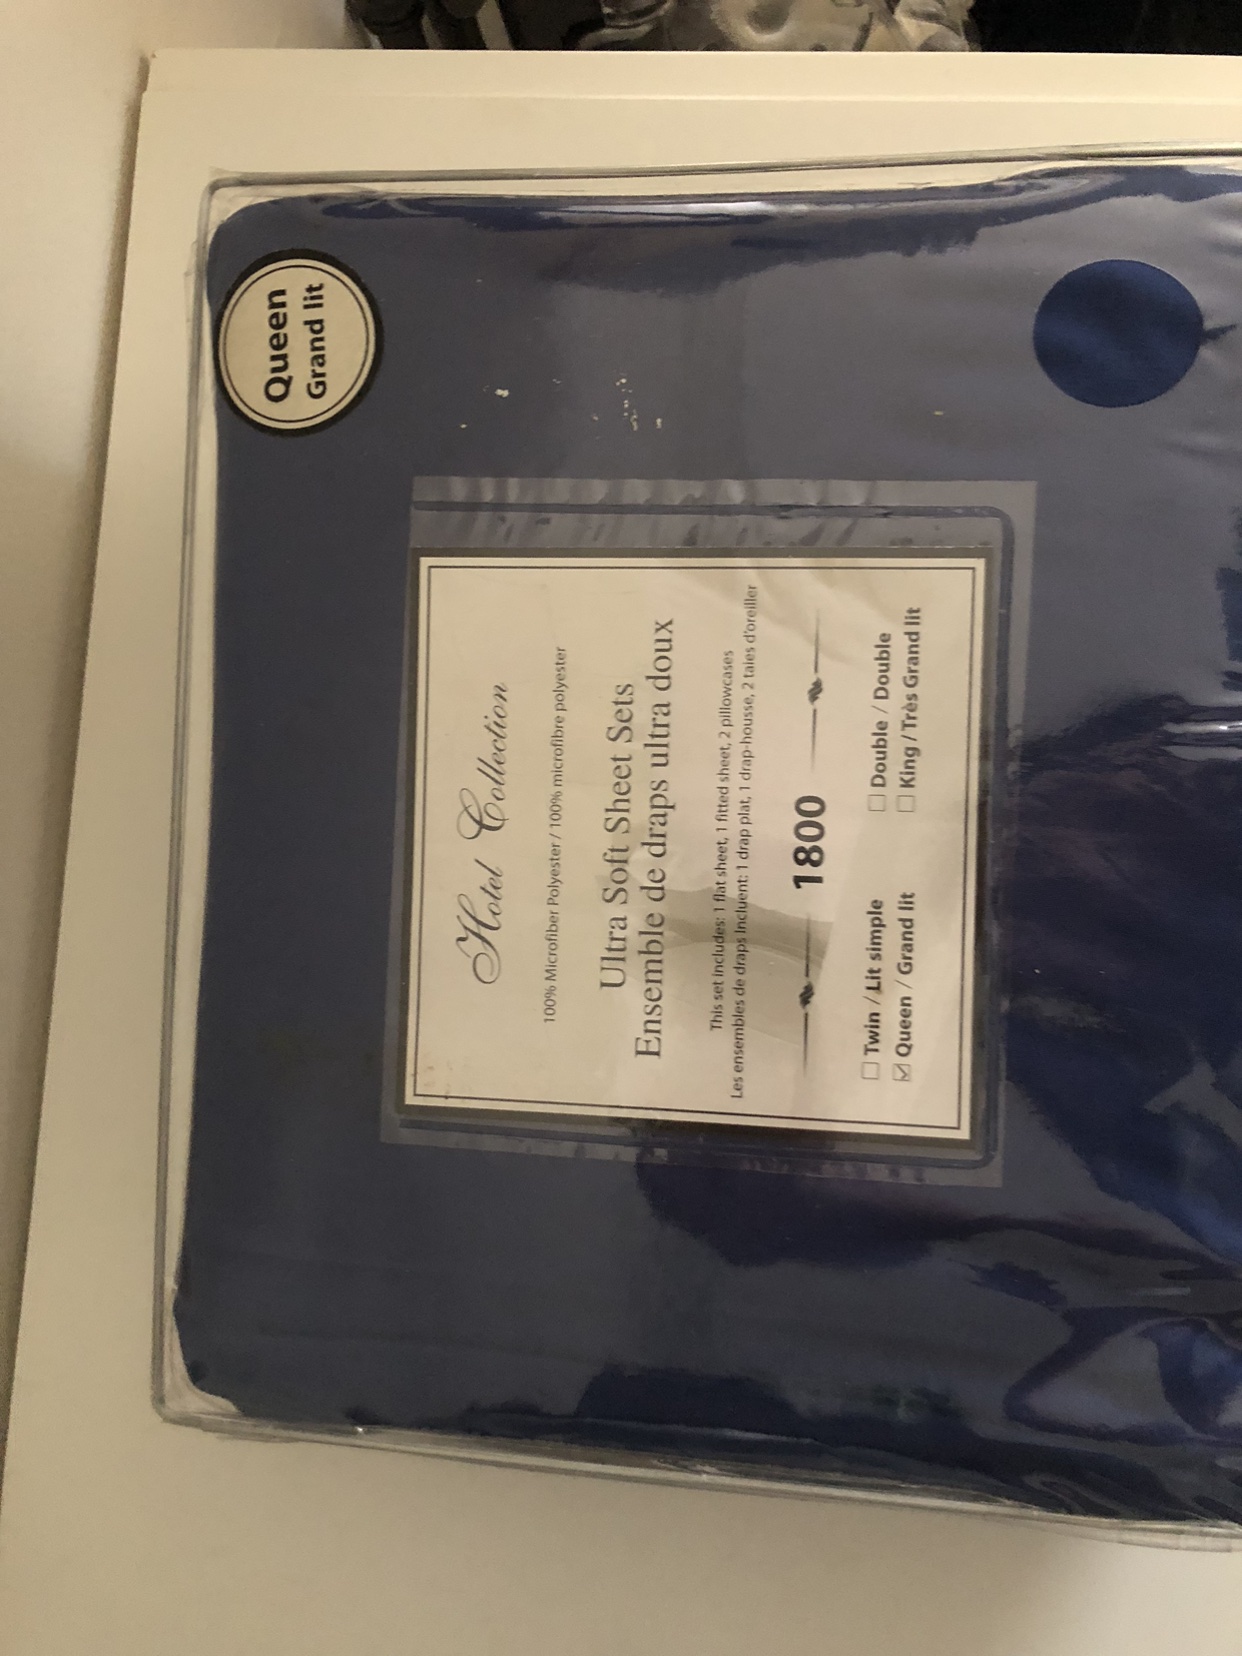 Queen
Grand lit
Hotel Collection
100% Microfiber Polyester / 100% microfibre polyester
Ultra Soft Sheet Sets
Ensemble de draps ultra doux
This set includes: 1 flat sheet, 1 fitted sheet, 2 pillowcases
Les ensembles de draps Incluent: 1 drap plat, 1 drap-housse, 2 taies d'oreiller
1800
☐ Twin / Lit simple ☐ Double / Double
☑ Queen / Grand lit ☐ King / Très Grand lit